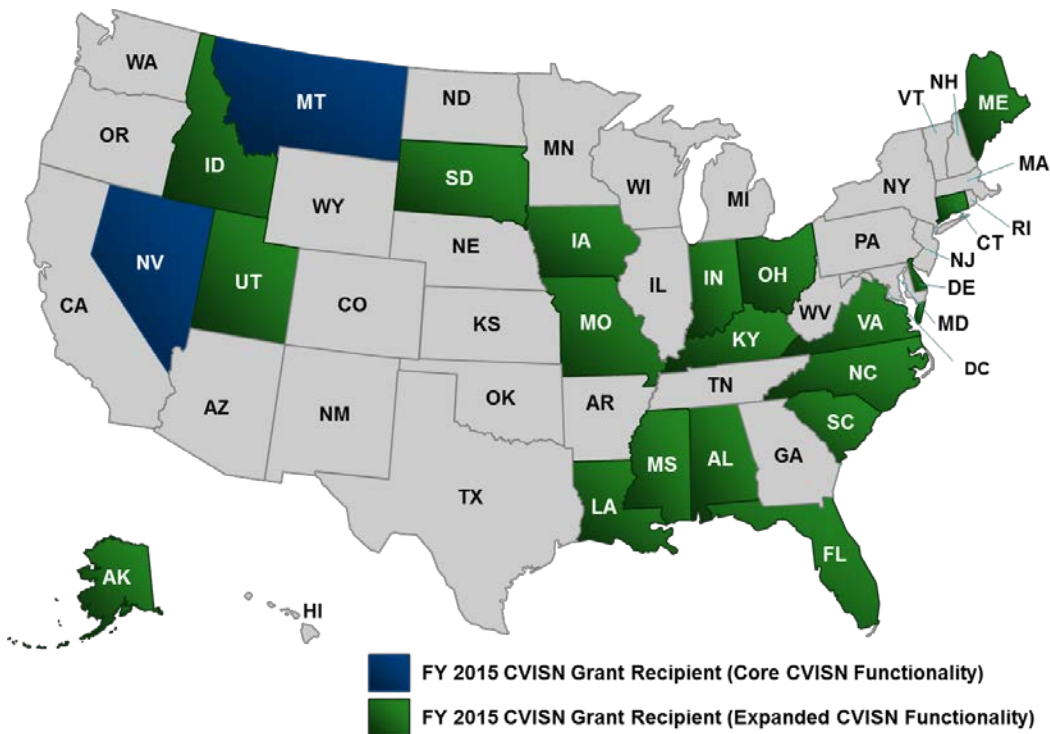 WA
MT
ND
OR
ID
MN
VT
NH
ME
SD
WI
MI
NY
MA
WY
IA
NE
PA
RI
CT
NV
UT
CA
CO
IL
IN
OH
NJ
DE
KS
MO
WV
VA
MD
KY
DC
AZ
NM
OK
AR
TN
NC
SC
TX
LA
MS
AL
GA
FL
AK
HI
FY 2015 CVISN Grant Recipient (Core CVISN Functionality)
FY 2015 CVISN Grant Recipient (Expanded CVISN Functionality)